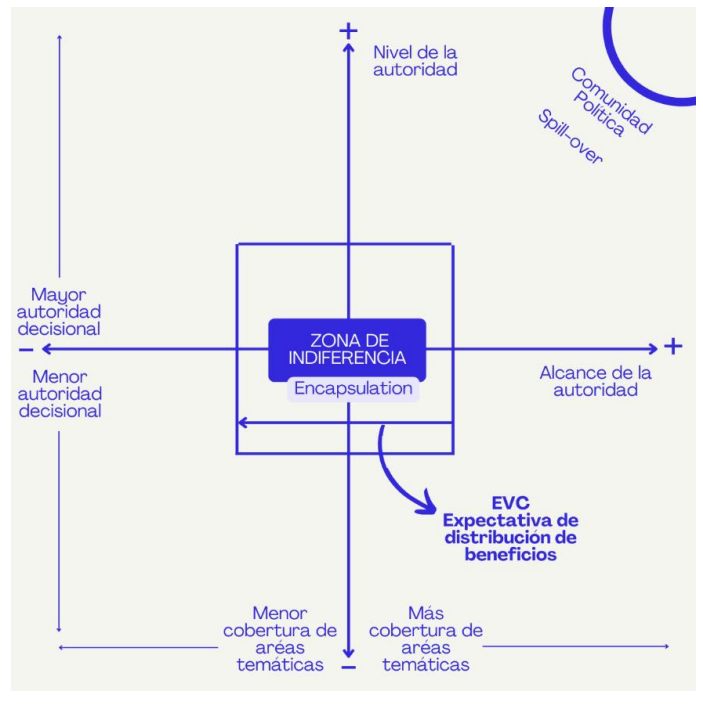 +
Nivel de la
autoridad
Comunidad
Política
Spill-over
Mayor
autoridad
decisional
–
Menor
autoridad
decisional
ZONA DE
INDIFERENCIA
Encapsulation
+
Alcance de la
autoridad
EVC
Expectativa de
distribución de
beneficios
Menor
cobertura de
aréas
temáticas
–
Más
cobertura de
aréas
temáticas